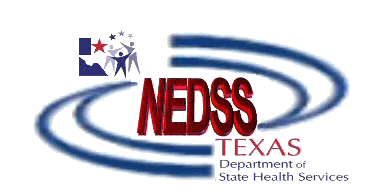 NEDSS
TEXAS
Department of
State Health Services